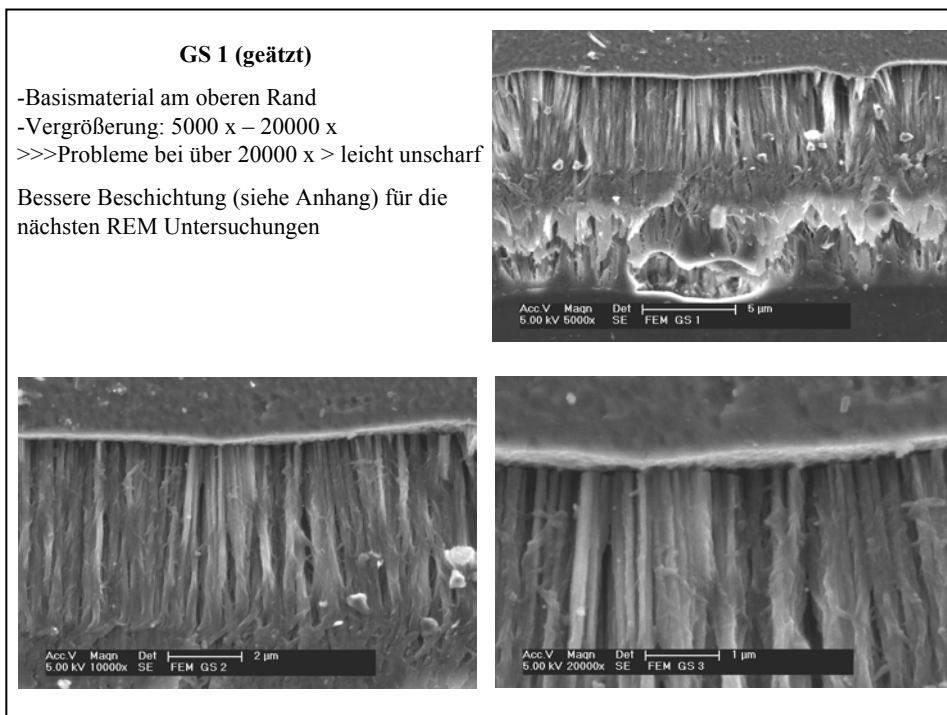 GS 1 (geätzt)
-Basismaterial am oberen Rand
-Vergrößerung: 5000 x – 20000 x
>>>Probleme bei über 20000 x > leicht unscharf
Bessere Beschichtung (siehe Anhang) für die
nächsten REM Untersuchungen
Acc.V Magn Det 5 µm
5.00 kV 5000x SE FEM GS 1
Acc.V Magn Det 2 µm
5.00 kV 10000x SE FEM GS 2
Acc.V Magn Det 1 µm
5.00 kV 20000x SE FEM GS 3